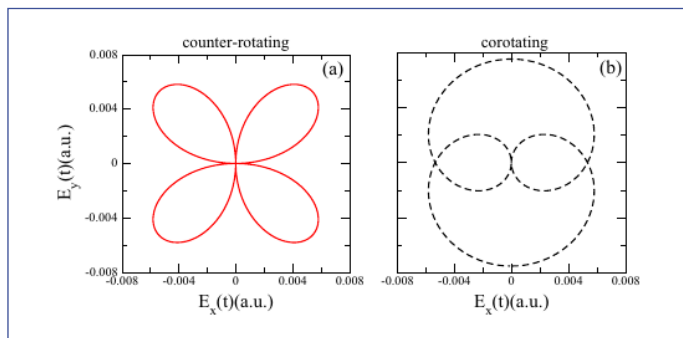 counter-rotating
corotating
(a)
(b)
0.008
0.004
0
-0.004
-0.008
E_y(t)(a.u.)
-0.008
-0.004
0
0.004
0.008
-0.008
-0.004
0
0.004
0.008
E_x(t)(a.u.)
E_x(t)(a.u.)